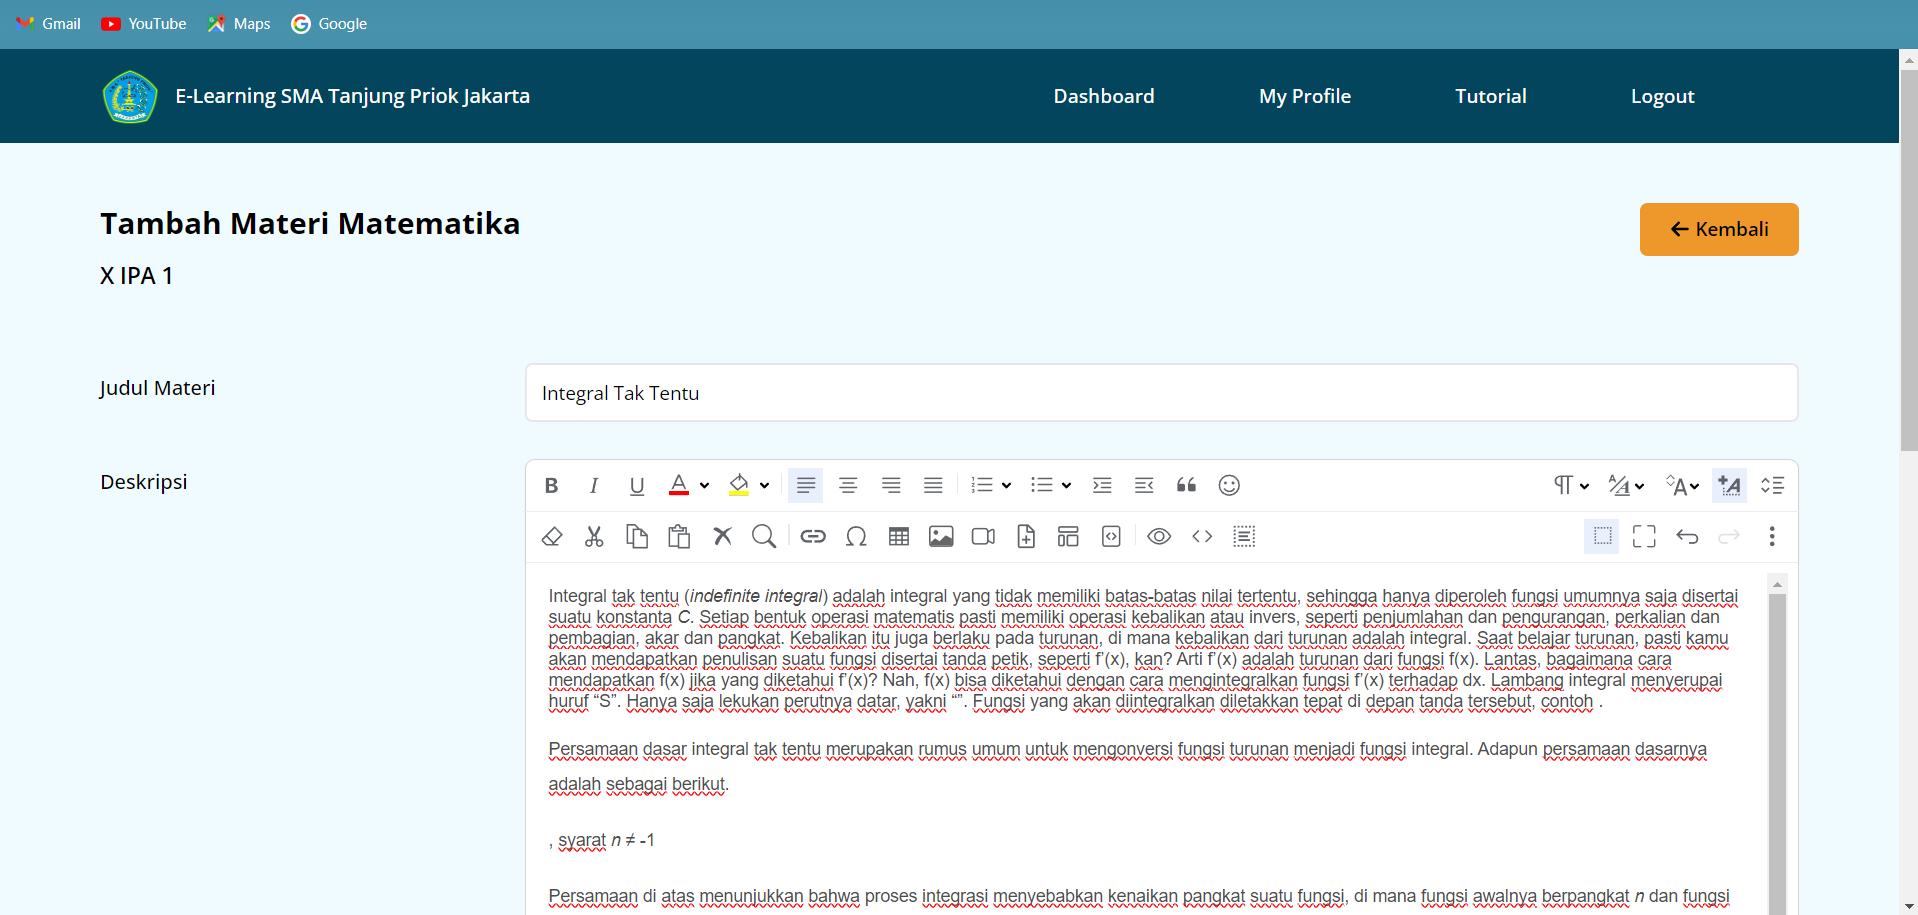 Gmail YouTube Maps Google
E-Learning SMA Tanjung Priok Jakarta Dashboard My Profile Tutorial Logout
Tambah Materi Matematika
← Kembali
X IPA 1
Judul Materi
Integral Tak Tentu
Deskripsi
Integral tak tentu (indefinite integral) adalah integral yang tidak memiliki batas-batas nilai tertentu, sehingga hanya diperoleh fungsi umumnya saja disertai
suatu konstanta C. Setiap bentuk operasi matematis pasti memiliki operasi kebalikan atau invers, seperti penjumlahan dan pengurangan, perkalian dan
pembagian, akar dan pangkat. Kebalikan itu juga berlaku pada turunan, di mana kebalikan dari turunan adalah integral. Saat belajar turunan, pasti kamu
akan mendapatkan penulisan suatu fungsi disertai tanda petik, seperti f’(x), kan? Arti f’(x) adalah turunan dari fungsi f(x). Lantas, bagaimana cara
mendapatkan f(x) jika yang diketahui f’(x)? Nah, f(x) bisa diketahui dengan cara mengintegralkan fungsi f’(x) terhadap dx. Lambang integral menyerupai
huruf “S”. Hanya saja lekukan perutnya datar, yakni “”. Fungsi yang akan diintegralkan diletakkan tepat di depan tanda tersebut, contoh .
Persamaan dasar integral tak tentu merupakan rumus umum untuk mengonversi fungsi turunan menjadi fungsi integral. Adapun persamaan dasarnya
adalah sebagai berikut.
, syarat n ≠ -1
Persamaan di atas menunjukkan bahwa proses integrasi menyebabkan kenaikan pangkat suatu fungsi, di mana fungsi awalnya berpangkat n dan fungsi